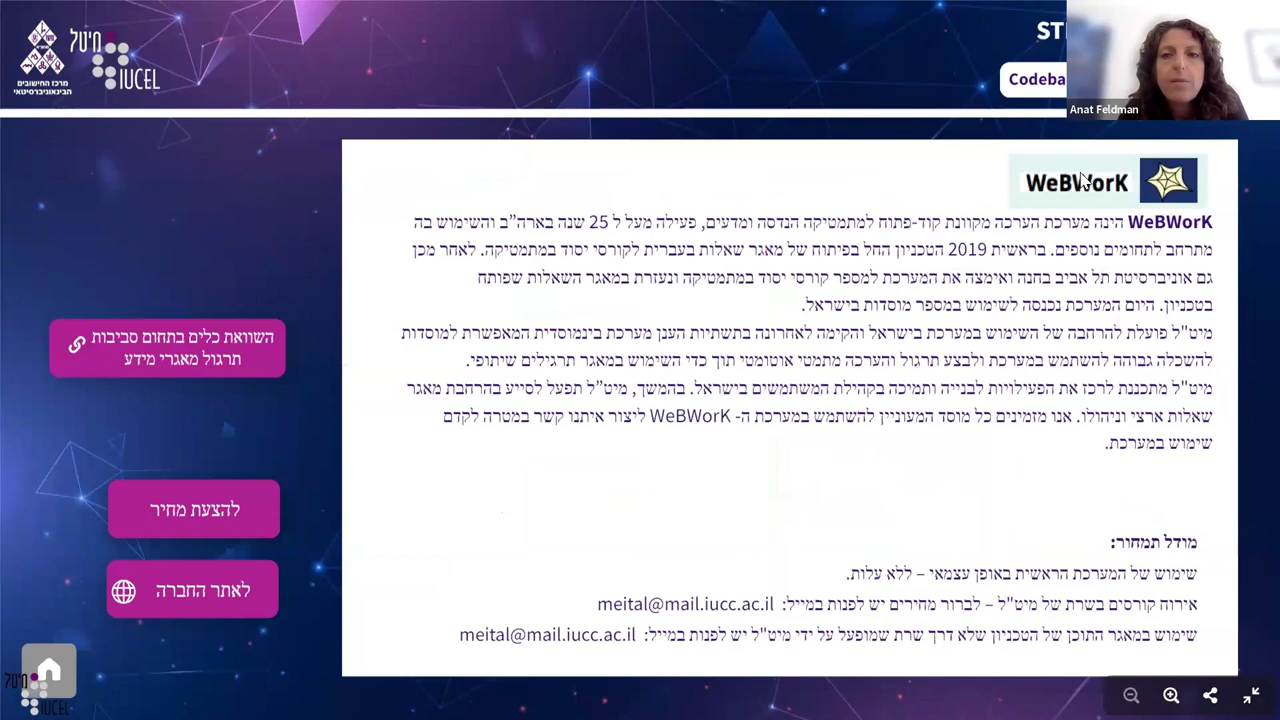 מיטל
IUCEL
מרכז החישובים
הבינאוניברסיטאי
Anat Feldman
WeBWorK
WeBWorK הינה מערכת הערכה מקוונת קוד-פתוח למתמטיקה הנדסה ומדעים, פעילה מעל ל 25 שנה בארה”ב והשימוש בה
מתרחב לתחומים נוספים. בראשית 2019 הטכניון החל בפיתוח של מאגר שאלות בעברית לקורסי יסוד במתמטיקה. לאחר מכן
גם אוניברסיטת תל אביב בחנה ואימצה את המערכת למספר קורסי יסוד במתמטיקה ונעזרת במאגר השאלות שפותח
בטכניון. היום המערכת נכנסה לשימוש במספר מוסדות בישראל.
מיט"ל פועלת להרחבה של השימוש במערכת בישראל והקימה לאחרונה בתשתיות הענן מערכת בינמוסדית המאפשרת למוסדות
להשכלה גבוהה להשתמש במערכת ולבצע תרגול והערכה מתמטי אוטומטי תוך כדי השימוש במאגר תרגילים שיתופי.
מיט"ל מתכננת לרכז את הפעילויות לבנייה ותמיכה בקהילת המשתמשים בישראל. בהמשך, מיט”ל תפעל לסייע בהרחבת מאגר
שאלות ארצי וניהולו. אנו מזמינים כל מוסד המעוניין להשתמש במערכת ה- WeBWorK ליצור איתנו קשר במטרה לקדם
שימוש במערכת.
השוואת כלים בתחום סביבות
תרגול מאגרי מידע
להצעת מחיר
לאתר החברה
מודל תמחור:
שימוש של המערכת הראשית באופן עצמאי – ללא עלות.
אירוח קורסים בשרת של מיט"ל – לברור מחירים יש לפנות במייל: meital@mail.iucc.ac.il
שימוש במאגר התוכן של הטכניון שלא דרך שרת שמופעל על ידי מיט"ל יש לפנות במייל: meital@mail.iucc.ac.il
מיטל
IUCEL